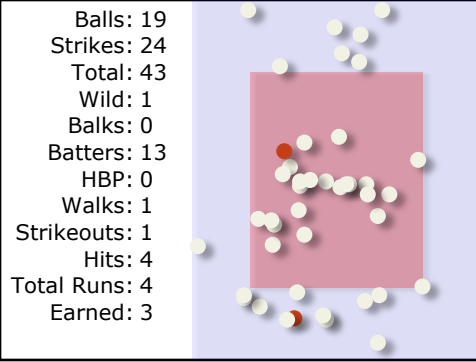 Balls: 19
Strikes: 24
Total: 43
Wild: 1
Balks: 0
Batters: 13
HBP: 0
Walks: 1
Strikeouts: 1
Hits: 4
Total Runs: 4
Earned: 3